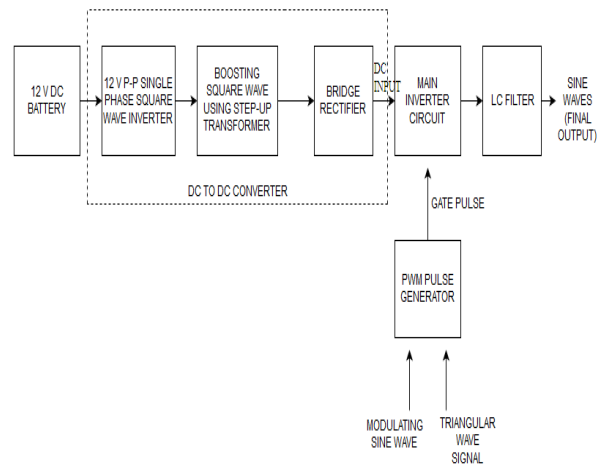 12 V DC
BATTERY
12 V P-P SINGLE
PHASE SQUARE
WAVE INVERTER
BOOSTING
SQUARE WAVE
USING STEP-UP
TRANSFORMER
BRIDGE
RECTIFIER
DC
INPUT
MAIN
INVERTER
CIRCUIT
LC FILTER
SINE
WAVES
(FINAL
OUTPUT)
DC TO DC CONVERTER
GATE PULSE
PWM PULSE
GENERATOR
MODULATING
SINE WAVE
TRIANGULAR
WAVE
SIGNAL